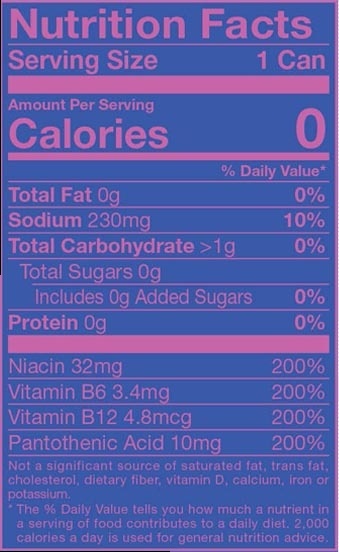 Nutrition Facts
Serving Size 1 Can
Amount Per Serving
Calories 0
% Daily Value*
Total Fat 0g 0%
Sodium 230mg 10%
Total Carbohydrate >1g 0%
Total Sugars 0g
Includes 0g Added Sugars 0%
Protein 0g 0%
Niacin 32mg 200%
Vitamin B6 3.4mg 200%
Vitamin B12 4.8mcg 200%
Pantothenic Acid 10mg 200%
Not a significant source of saturated fat, trans fat,
cholesterol, dietary fiber, vitamin D, calcium, iron or
potassium.
* The % Daily Value tells you how much a nutrient in
a serving of food contributes to a daily diet. 2,000
calories a day is used for general nutrition advice.